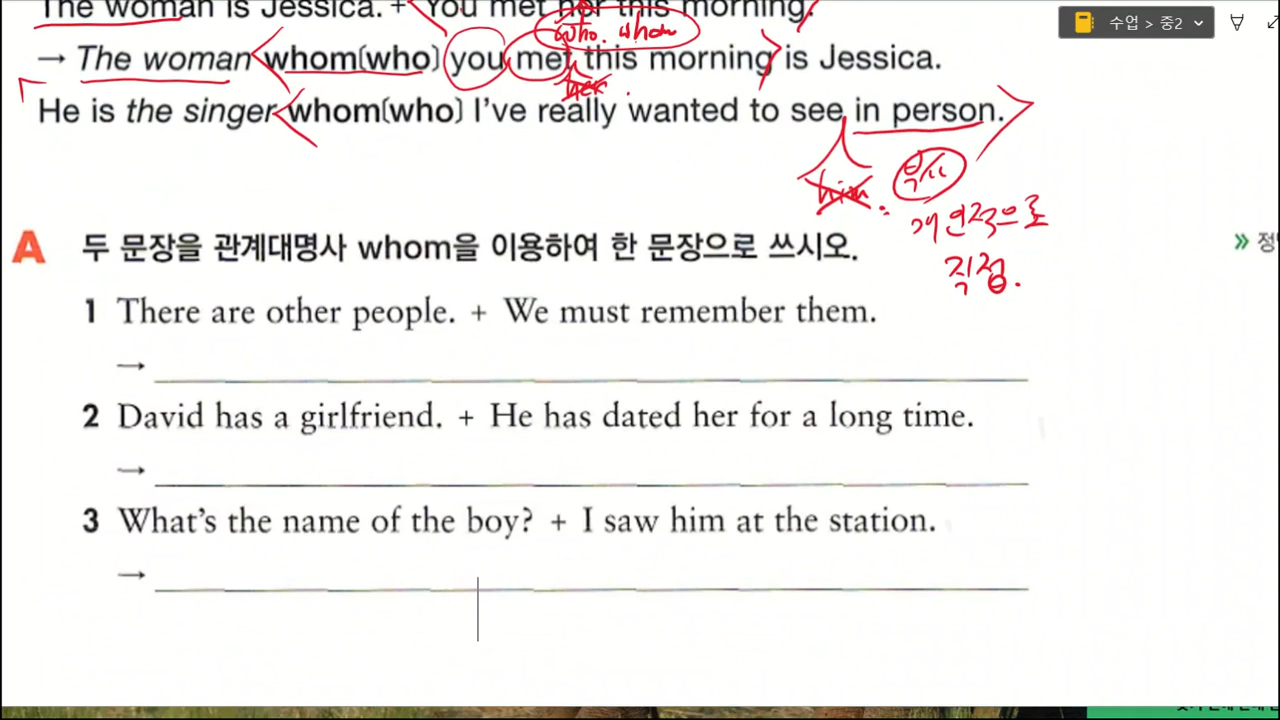 The woman is Jessica. + You met her this morning.
수업 > 중2
who. whom
→ The woman whom(who) you met this morning is Jessica.
her.
He is the singer whom(who) I've really wanted to see in person.
him.
개인적으로
직접.
A 두 문장을 관계대명사 whom을 이용하여 한 문장으로 쓰시오.
1 There are other people. + We must remember them.
→
2 David has a girlfriend. + He has dated her for a long time.
→
3 What's the name of the boy? + I saw him at the station.
→